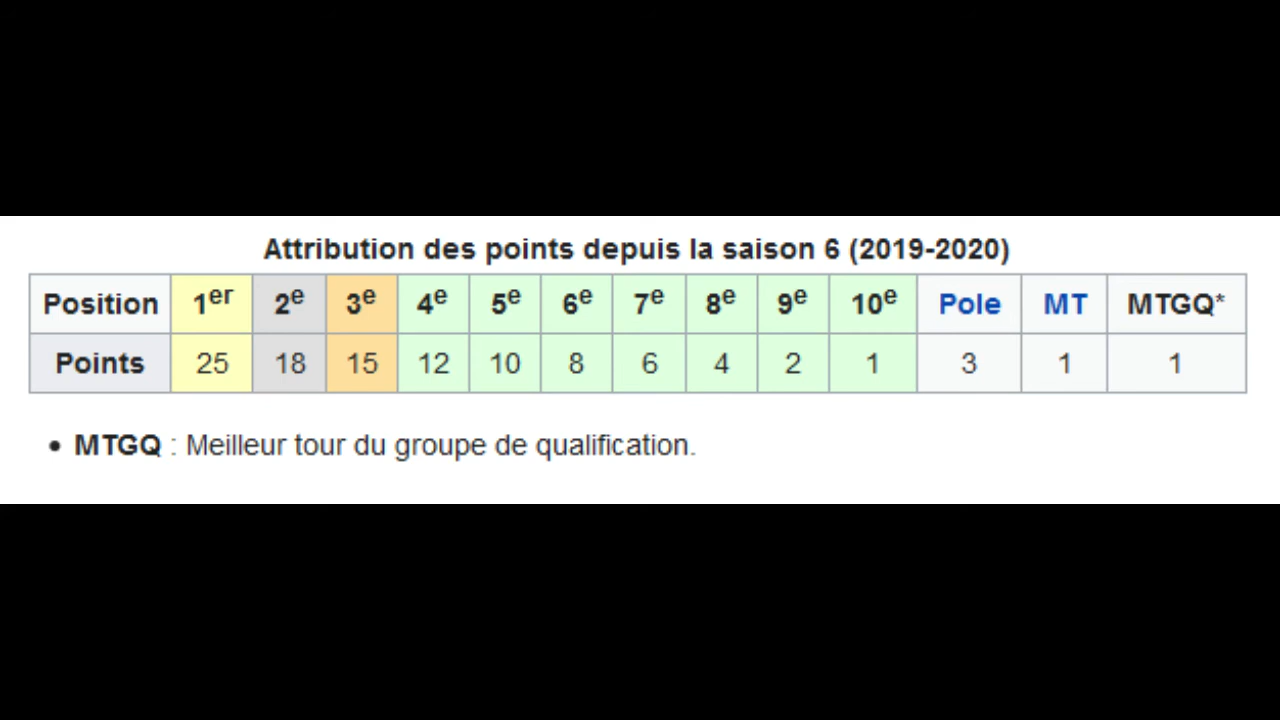 Attribution des points depuis la saison 6 (2019-2020)
Position 1er 2e 3e 4e 5e 6e 7e 8e 9e 10e Pole MT MTGQ*
Points 25 18 15 12 10 8 6 4 2 1 3 1 1
• MTGQ : Meilleur tour du groupe de qualification.